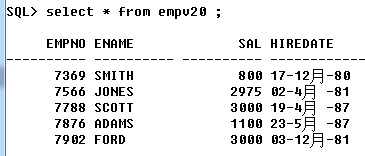 SQL> select * from empv20 ;
EMPNO ENAME SAL HIREDATE
---------- ---------- ---------- --------------
7369 SMITH 800 17-12月-80
7566 JONES 2975 02-4月 -81
7788 SCOTT 3000 19-4月 -87
7876 ADAMS 1100 23-5月 -87
7902 FORD 3000 03-12月-81